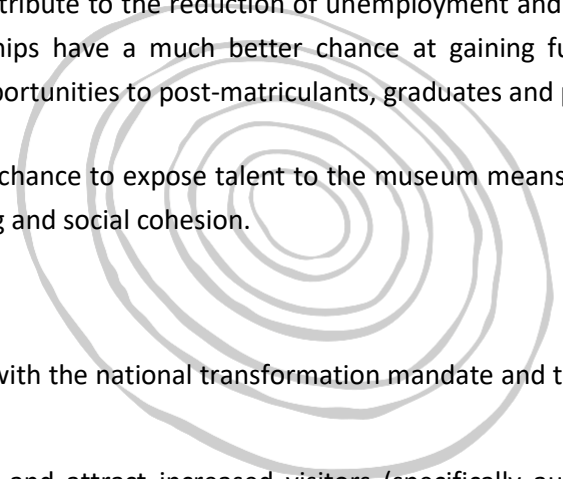 tribute to the reduction of unemployment and
hips have a much better chance at gaining fu
portunities to post-matriculants, graduates and p
chance to expose talent to the museum means
g and social cohesion.
with the national transformation mandate and t
and attract increased visitors (specifically au